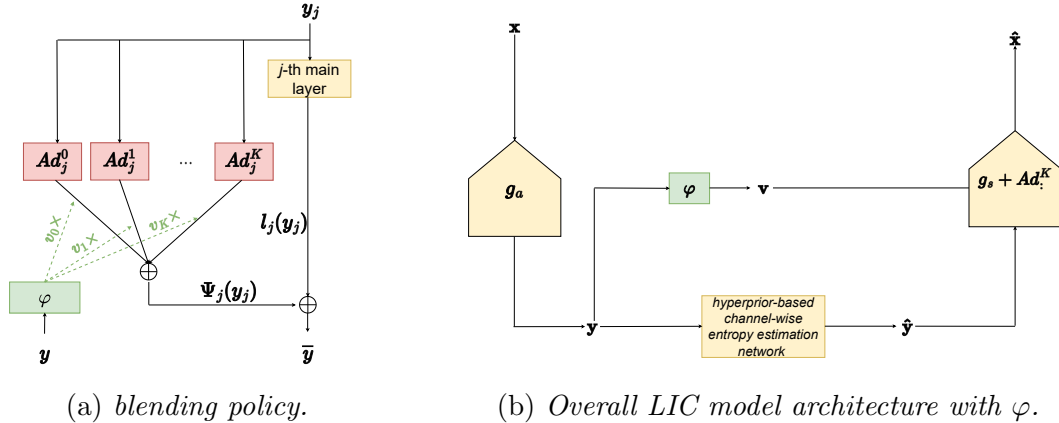 y_j
j-th main
layer
Ad_j^0
Ad_j^1
...
Ad_j^K
v_0×
v_1×
v_K×
l_j(y_j)
φ
Ψ_j(y_j)
y
ȳ
(a) blending policy.
x
x̂
g_a
φ
v
g_s + Ad_:^K
y
hyperprior-based
channel-wise
entropy estimation
network
ŷ
(b) Overall LIC model architecture with φ.